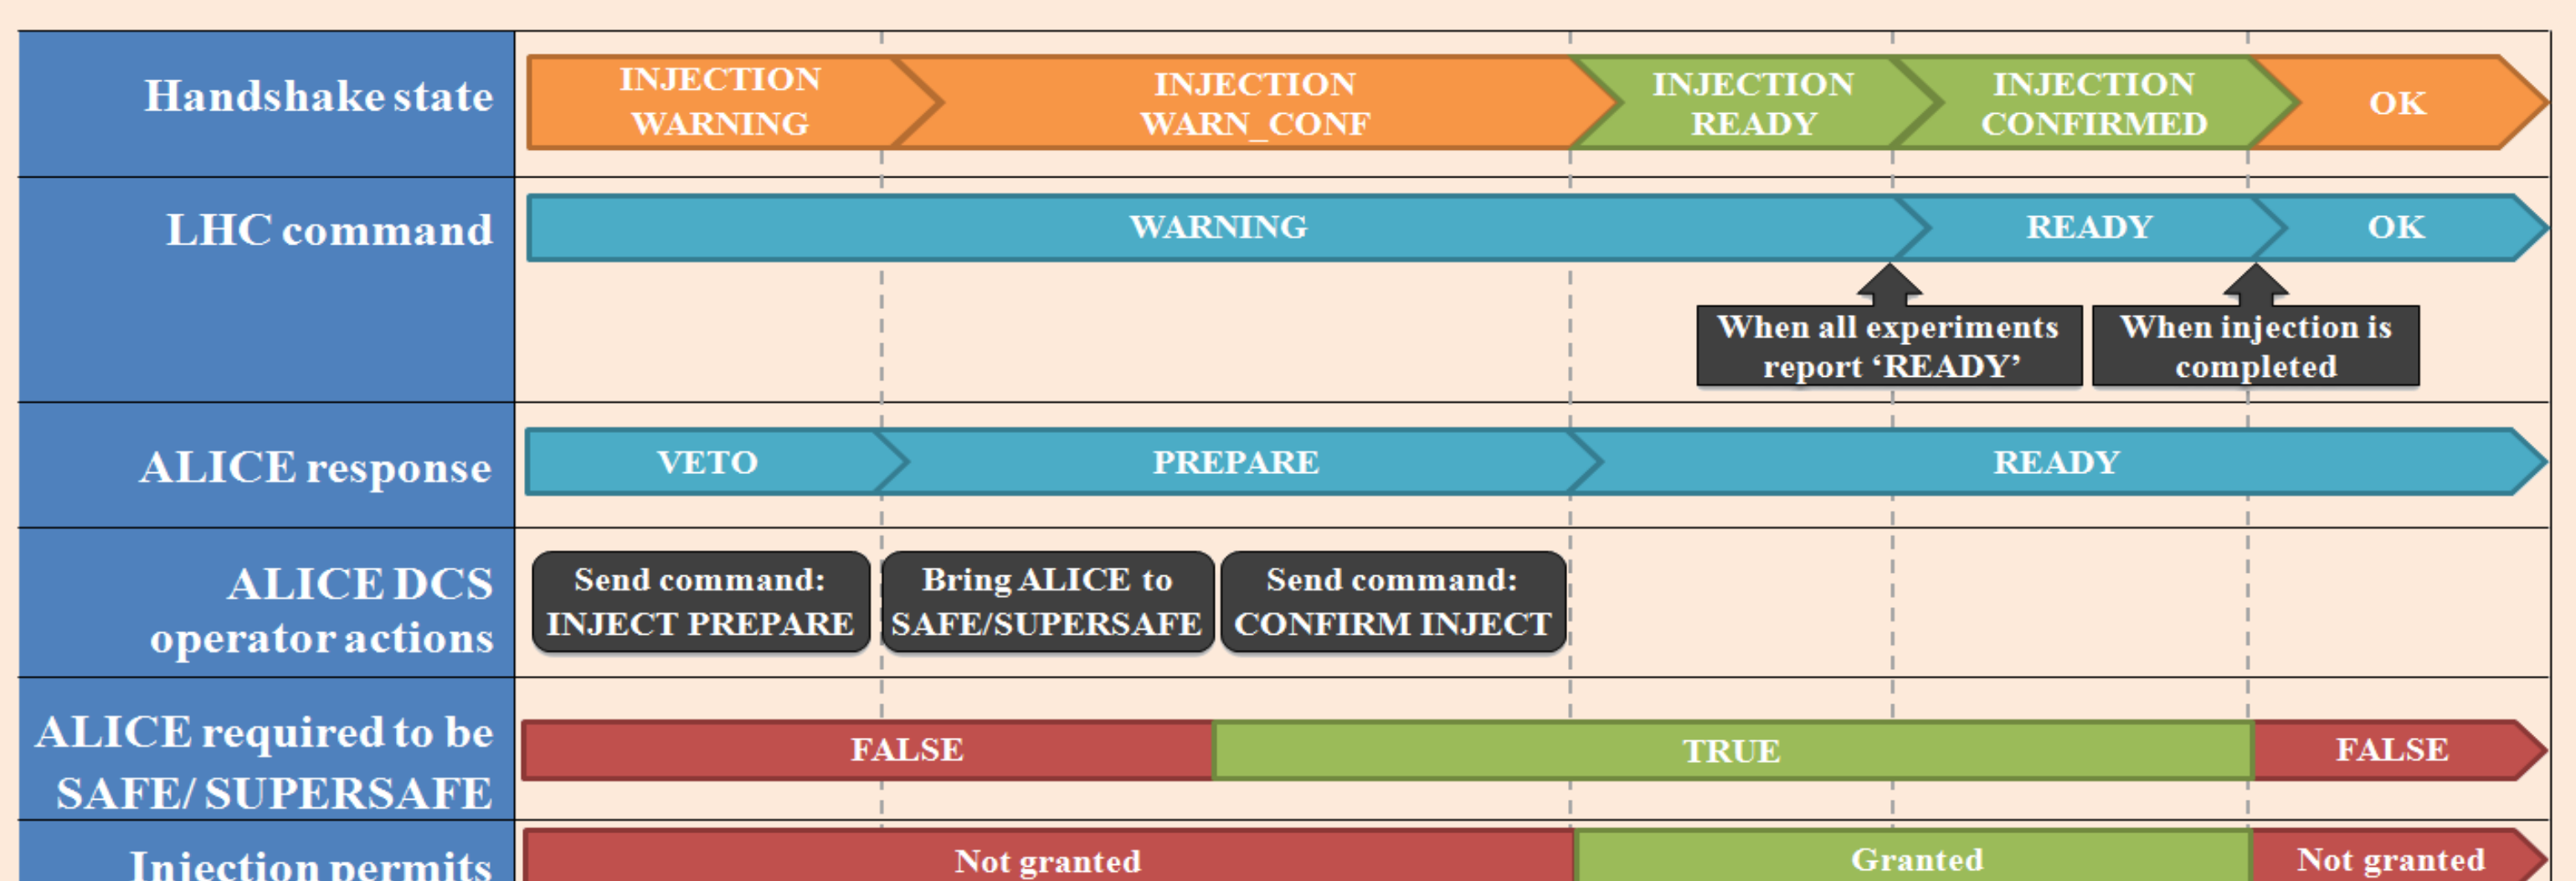 Handshake state
INJECTION
WARNING
INJECTION
WARN_CONF
INJECTION
READY
INJECTION
CONFIRMED
OK
LHC command
WARNING
READY
OK
When all experiments
report ‘READY’
When injection is
completed
ALICE response
VETO
PREPARE
READY
ALICE DCS
operator actions
Send command:
INJECT PREPARE
Bring ALICE to
SAFE/SUPERSAFE
Send command:
CONFIRM INJECT
ALICE required to be
SAFE/ SUPERSAFE
FALSE
TRUE
FALSE
Injection permits
Not granted
Granted
Not granted